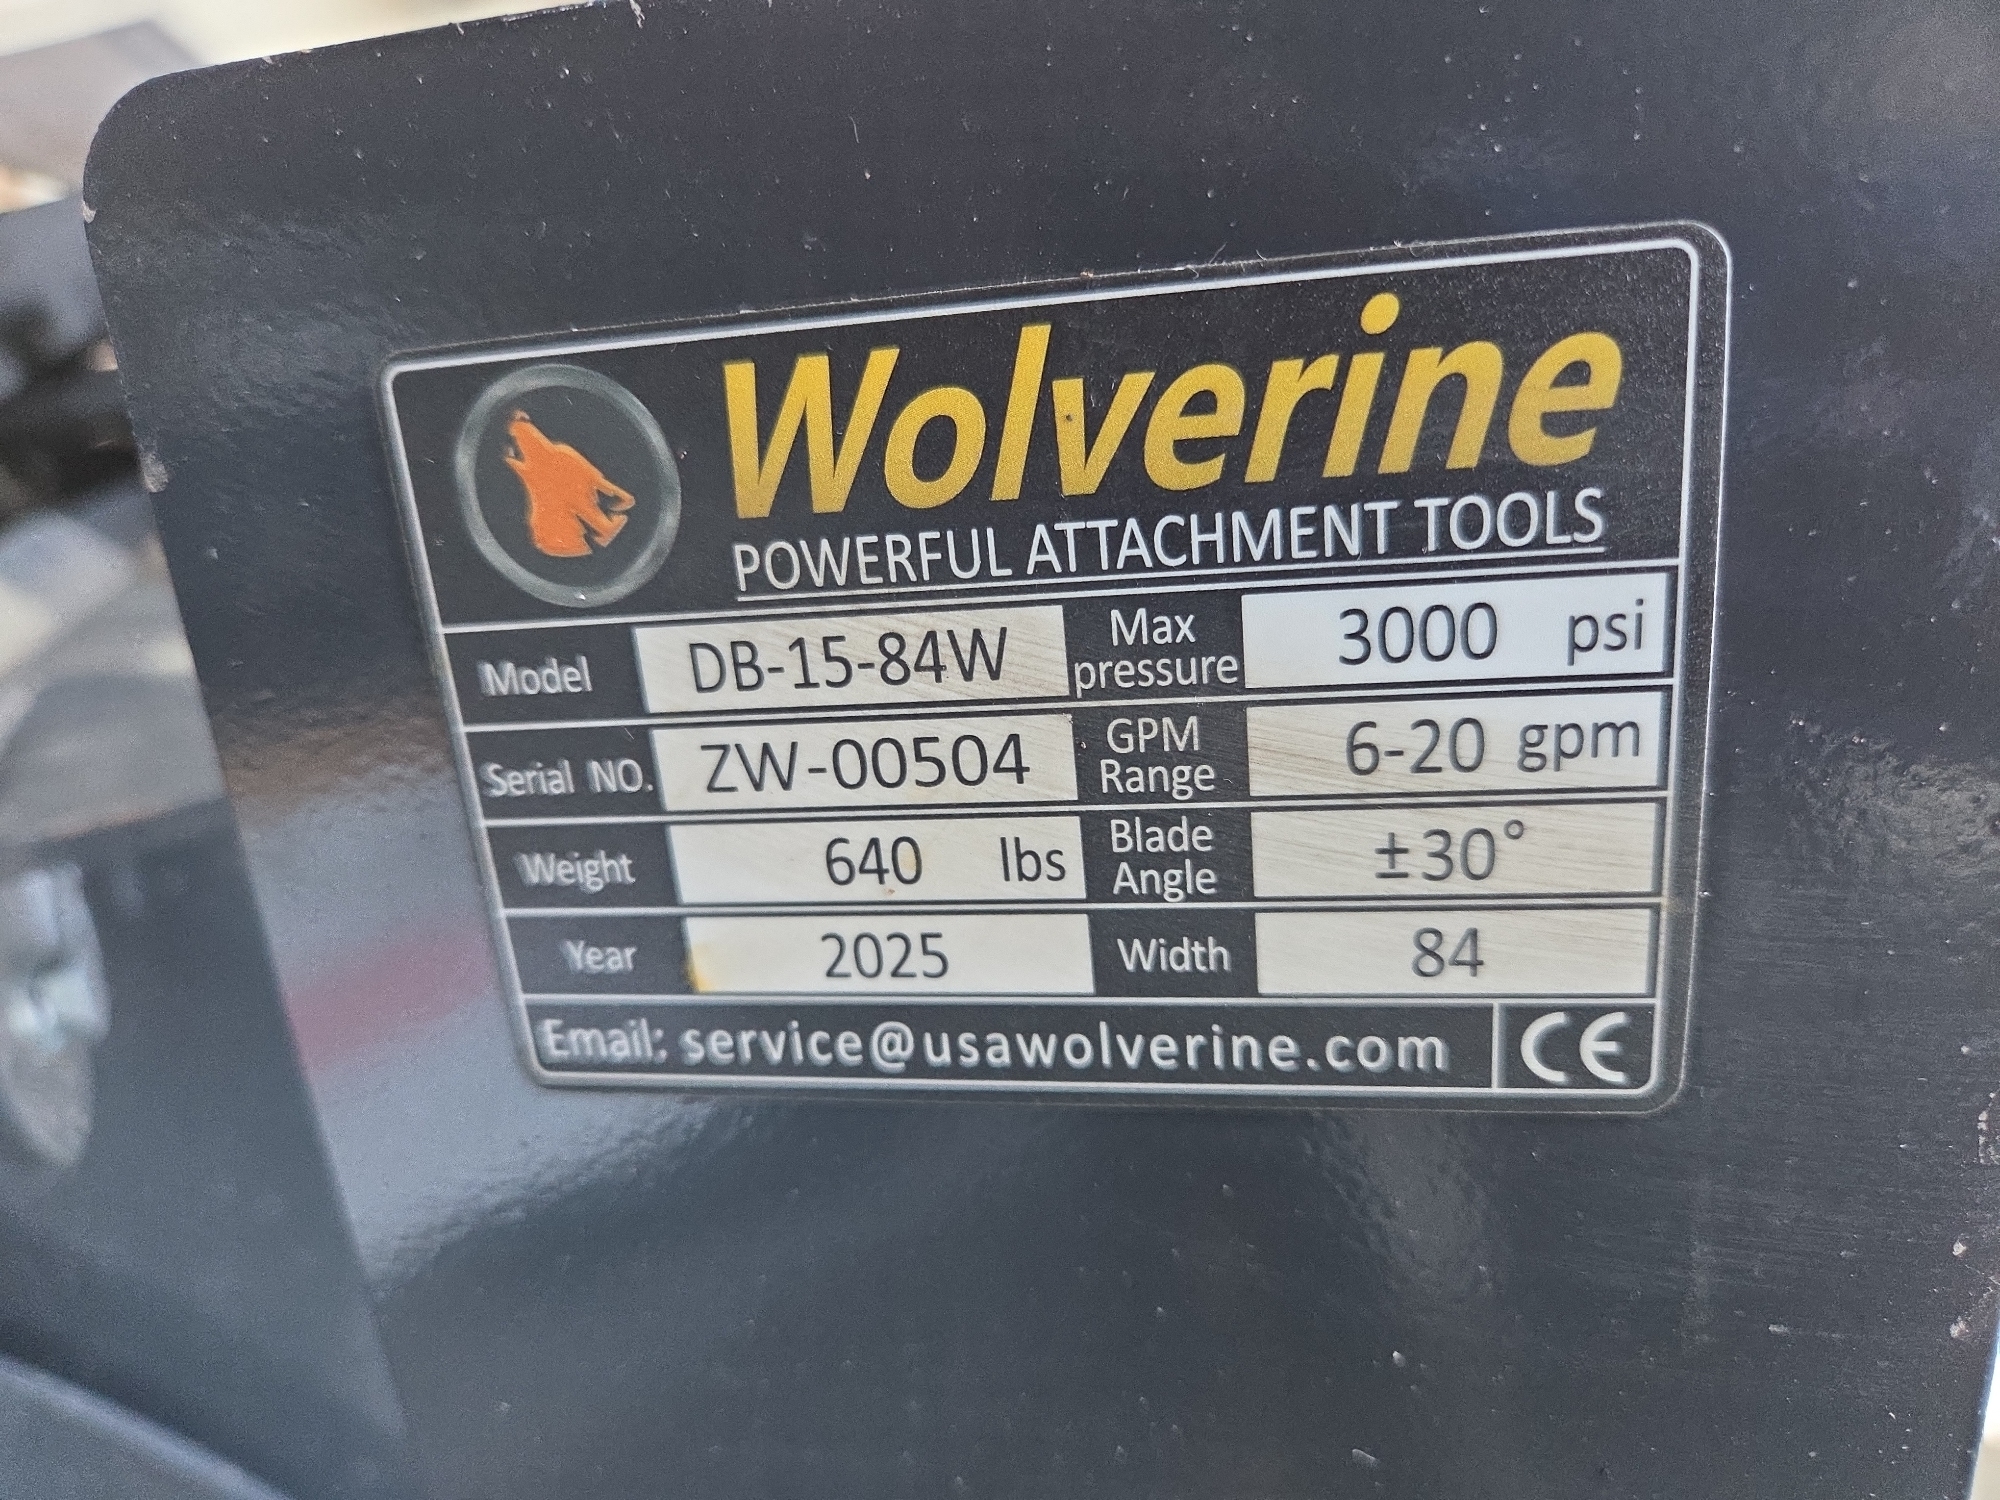 Wolverine
POWERFUL ATTACHMENT TOOLS
Model DB-15-84W Max pressure 3000 psi
Serial NO. ZW-00504 GPM Range 6-20 gpm
Weight 640 lbs Blade Angle ±30°
Year 2025 Width 84
Email: service@usawolverine.com CE